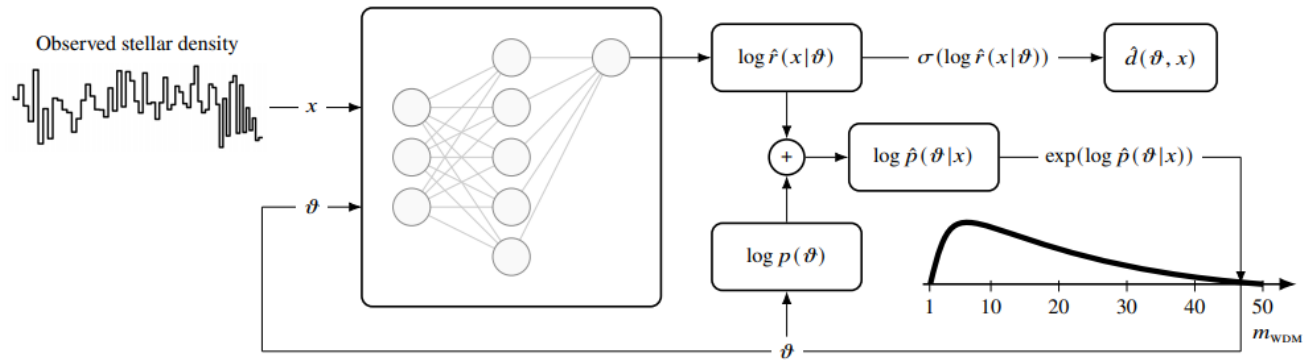 Observed stellar density
x
ϑ
log r̂(x|ϑ)
σ(log r̂(x|ϑ))
d̂(ϑ, x)
+
log p̂(ϑ|x)
exp(log p̂(ϑ|x))
log p(ϑ)
1 10 20 30 40 50
m_WDM
ϑ